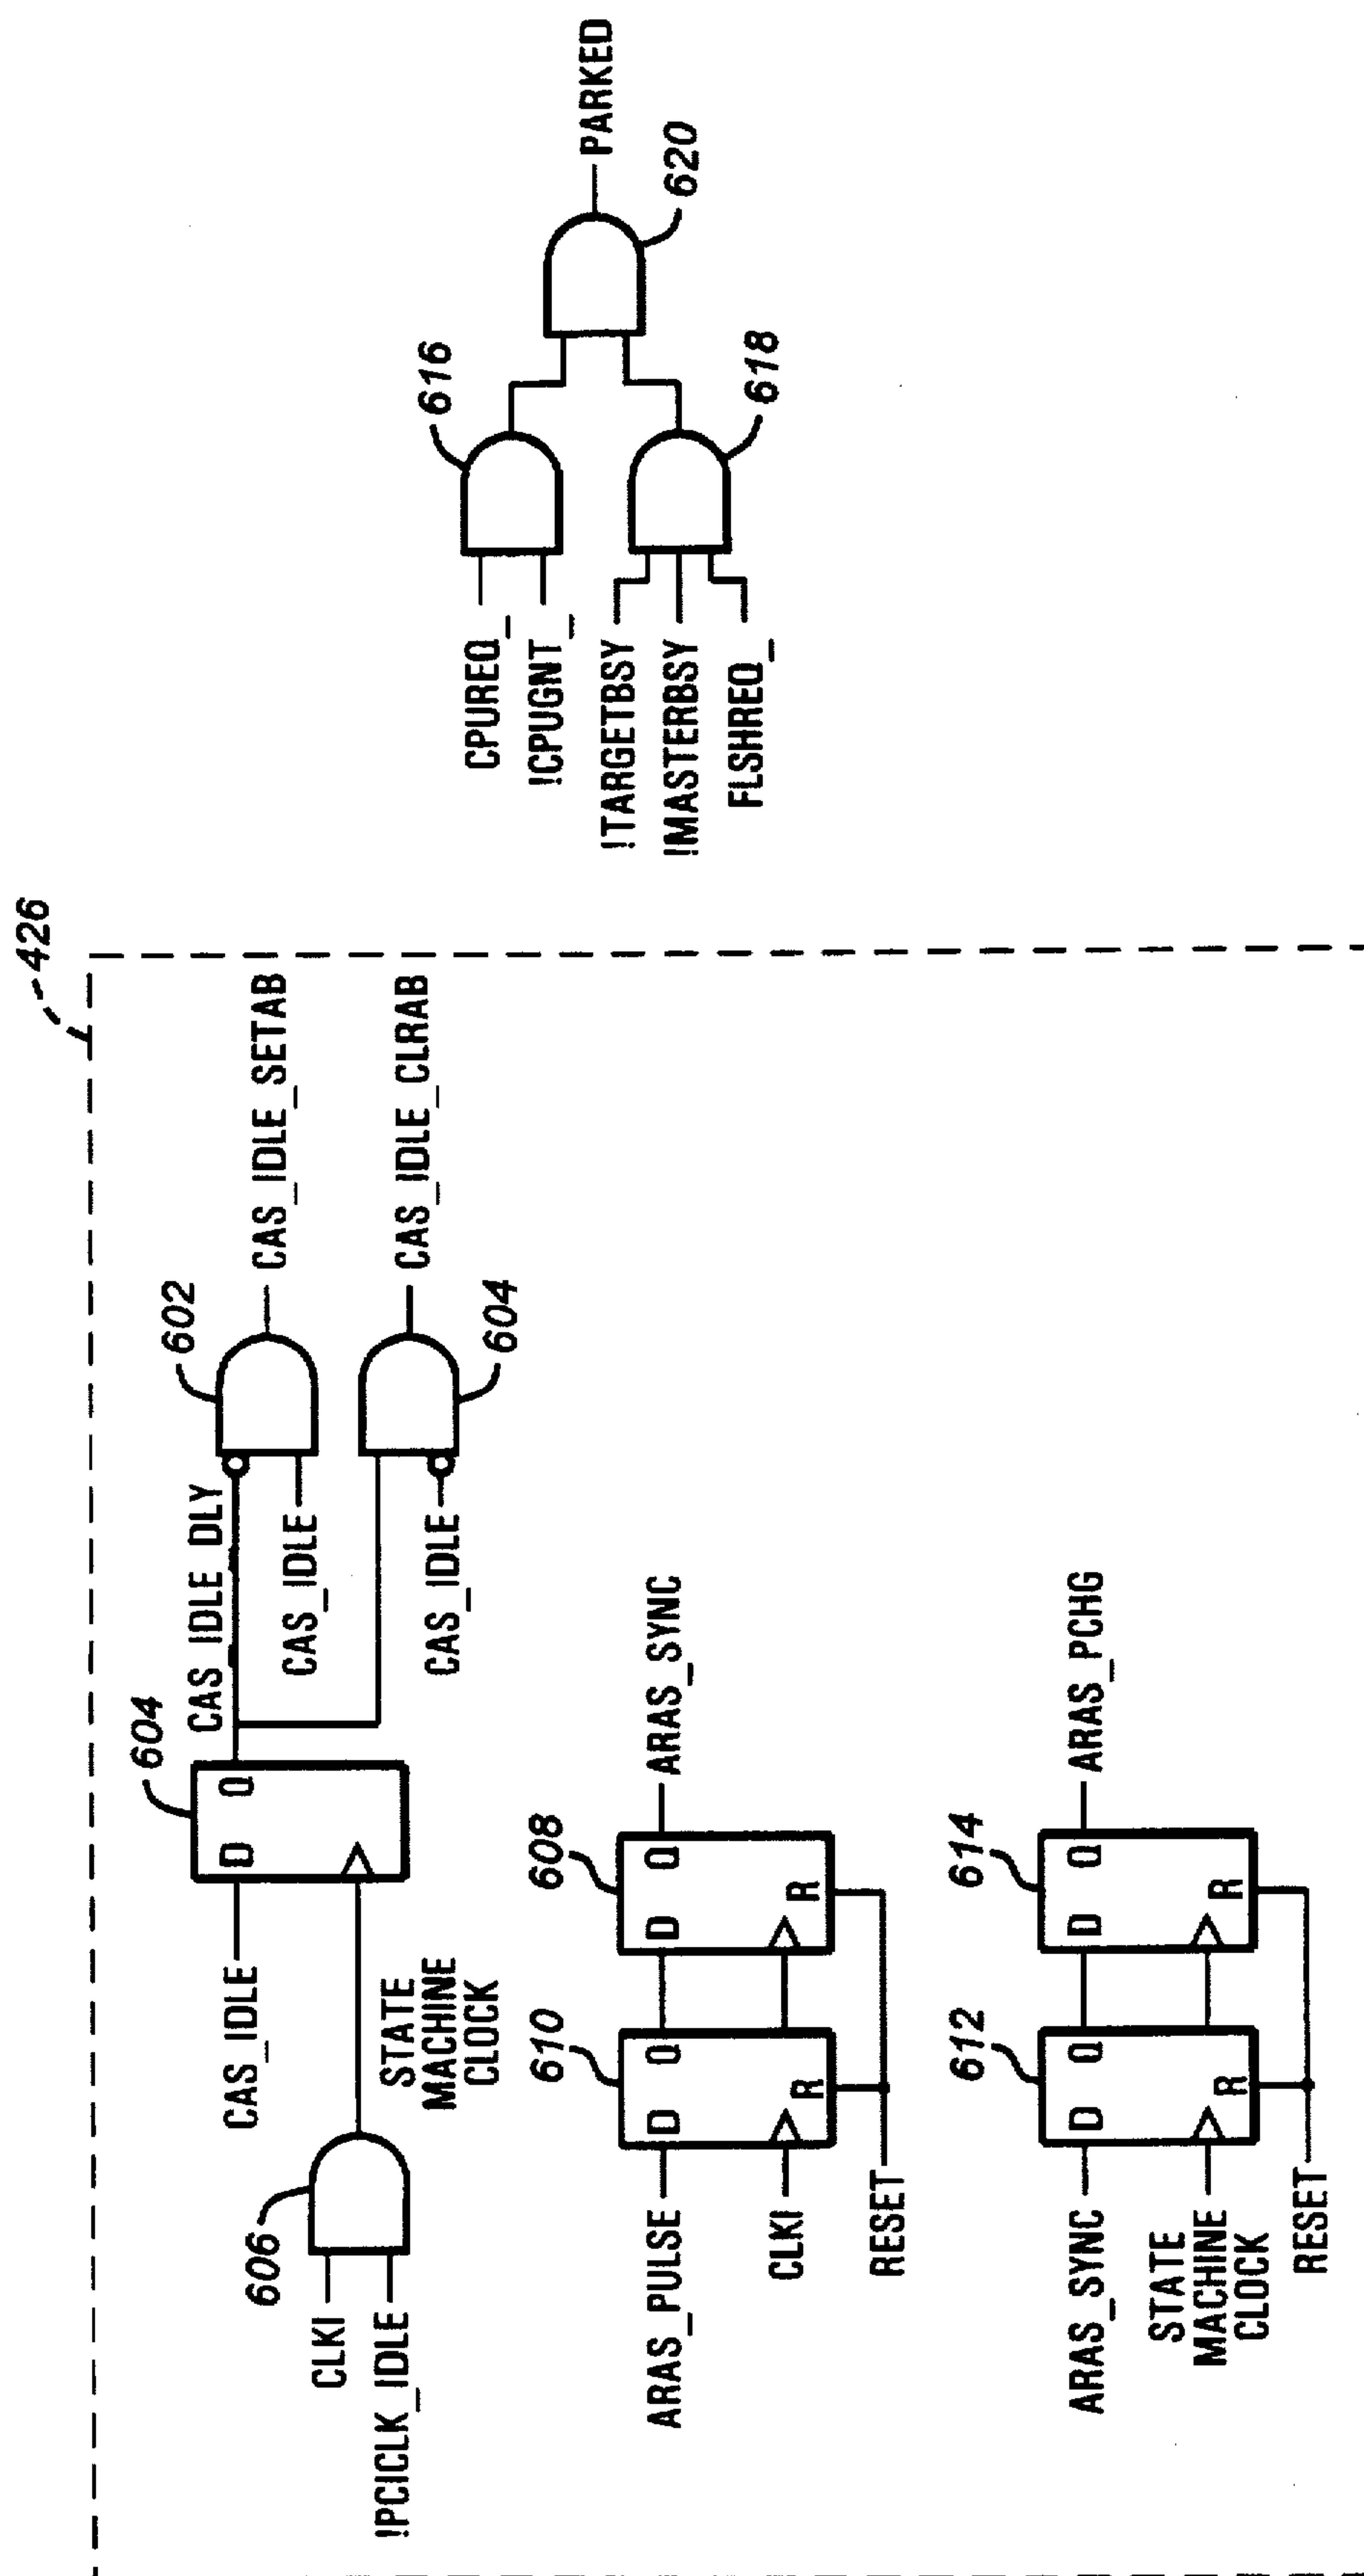 426
604
CAS_IDLE
D Q
CAS_IDLE_DLY
602
CAS_IDLE
CAS_IDLE_SETAB
CAS_IDLE
604
CAS_IDLE_CLRAB
606
CLKI
!PCICLK_IDLE
STATE
MACHINE
CLOCK
610
608
ARAS_PULSE
D Q
D Q
ARAS_SYNC
CLKI
R
R
RESET
612
614
ARAS_SYNC
D Q
D Q
ARAS_PCHG
STATE
MACHINE
CLOCK
R
R
RESET
616
CPUREQ_
!CPUGNT_
!TARGETBSY
!MASTERBSY
FLSHREQ_
618
620
PARKED